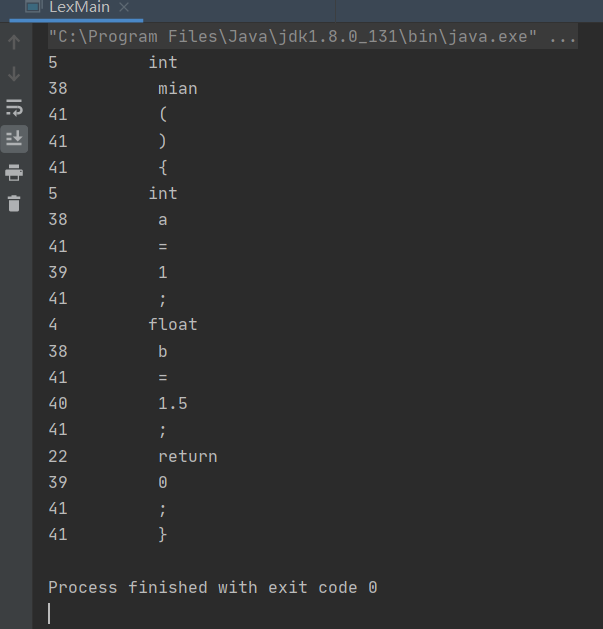 LexMain ×
"C:\Program Files\Java\jdk1.8.0_131\bin\java.exe" ...
5 int
38 mian
41 (
41 )
41 {
5 int
38 a
41 =
39 1
41 ;
4 float
38 b
41 =
40 1.5
41 ;
22 return
39 0
41 ;
41 }
Process finished with exit code 0